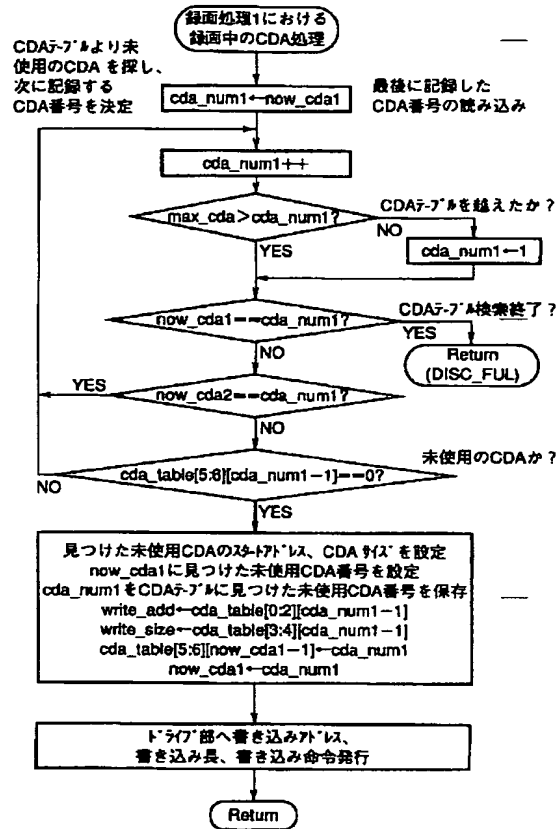 録画処理1における
録画中のCDA処理
CDAﾃｰﾌﾞﾙより未
使用のCDA を探し、
次に記録する
CDA番号を決定
cda_num1←now_cda1
最後に記録した
CDA番号の読み込み
cda_num1++
max_cda>cda_num1?
CDAﾃｰﾌﾞﾙを越えたか？
NO
YES
cda_num1←1
now_cda1==cda_num1?
CDAﾃｰﾌﾞﾙ検索終了？
YES
NO
Return
(DISC_FUL)
YES
now_cda2==cda_num1?
NO
未使用のCDAか？
cda_table[5:6][cda_num1-1]==0?
NO
YES
見つけた未使用CDAのｽﾀｰﾄｱﾄﾞﾚｽ、CDA ｻｲｽﾞを設定
now_cda1に見つけた未使用CDA番号を設定
cda_num1をCDAﾃｰﾌﾞﾙに見つけた未使用CDA番号を保存
write_add←cda_table[0:2][cda_num1-1]
write_size←cda_table[3:4][cda_num1-1]
cda_table[5:6][now_cda1-1]←cda_num1
now_cda1←cda_num1
ﾄﾞﾗｲﾌﾞ部へ書き込みｱﾄﾞﾚｽ、
書き込み長、書き込み命令発行
Return